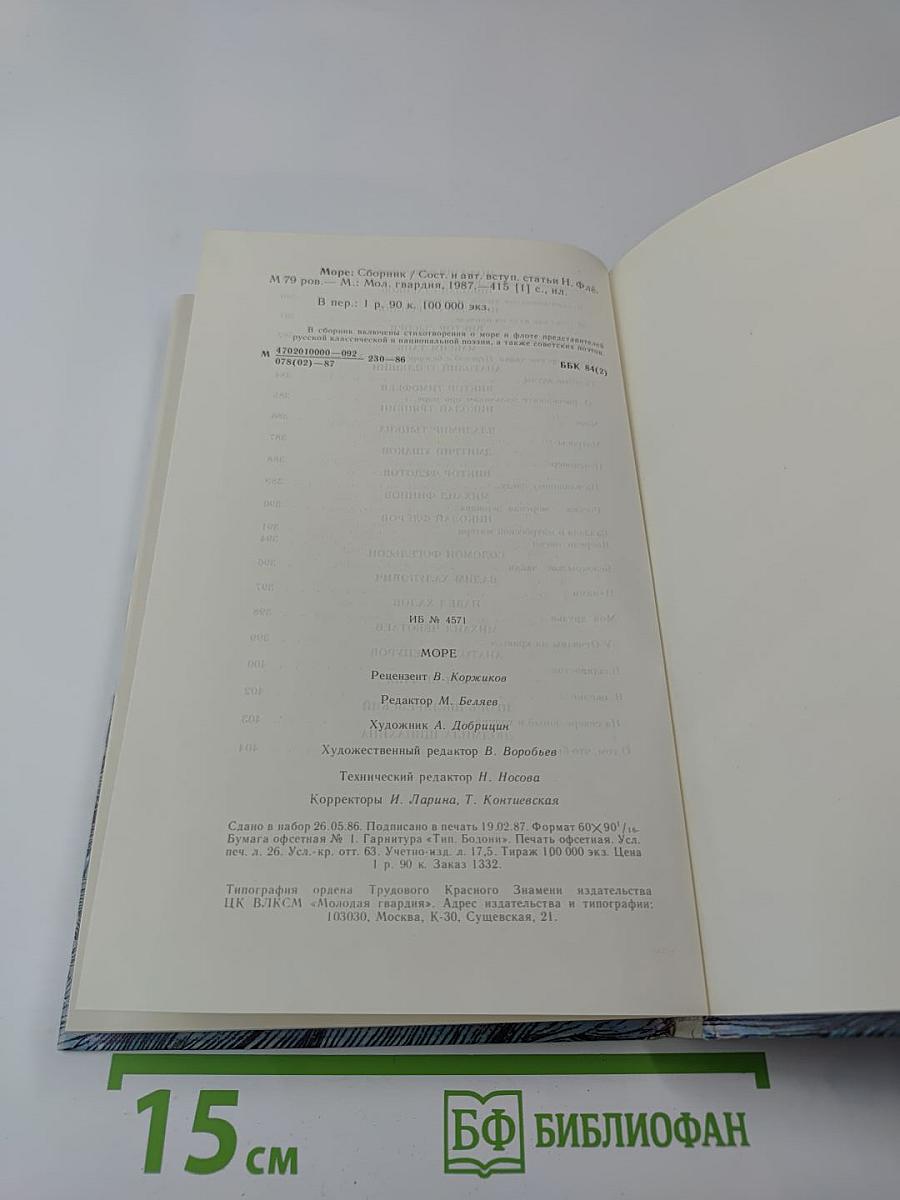 Море: Сборник / Сост. и авт. вступ. статьи Н. Флё-
М 79 ров.— М.: Мол. гвардия, 1987.—415 [1] с., ил.
В пер.: 1 р. 90 к. 100 000 экз.
В сборник включены стихотворения о море и флоте представителей
русской классической и национальной поэзии, а также советских поэтов.
М 4702010000—092 230—86
078(02)—87
ББК 84(2)
ИБ № 4571
МОРЕ
Рецензент В. Коржиков
Редактор М. Беляев
Художник А. Добрицин
Художественный редактор В. Воробьев
Технический редактор Н. Носова
Корректоры И. Ларина, Т. Контиевская
Сдано в набор 26.05.86. Подписано в печать 19.02.87. Формат 60×90¹/₁₆.
Бумага офсетная № 1. Гарнитура «Тип. Бодони». Печать офсетная. Усл.
печ. л. 26. Усл.-кр. отт. 63. Учетно-изд. л. 17,5. Тираж 100 000 экз. Цена
1 р. 90 к. Заказ 1332.
Типография ордена Трудового Красного Знамени издательства
ЦК ВЛКСМ «Молодая гвардия». Адрес издательства и типографии:
103030, Москва, К-30, Сущевская, 21.
15 см
БФ БИБЛИОФАН